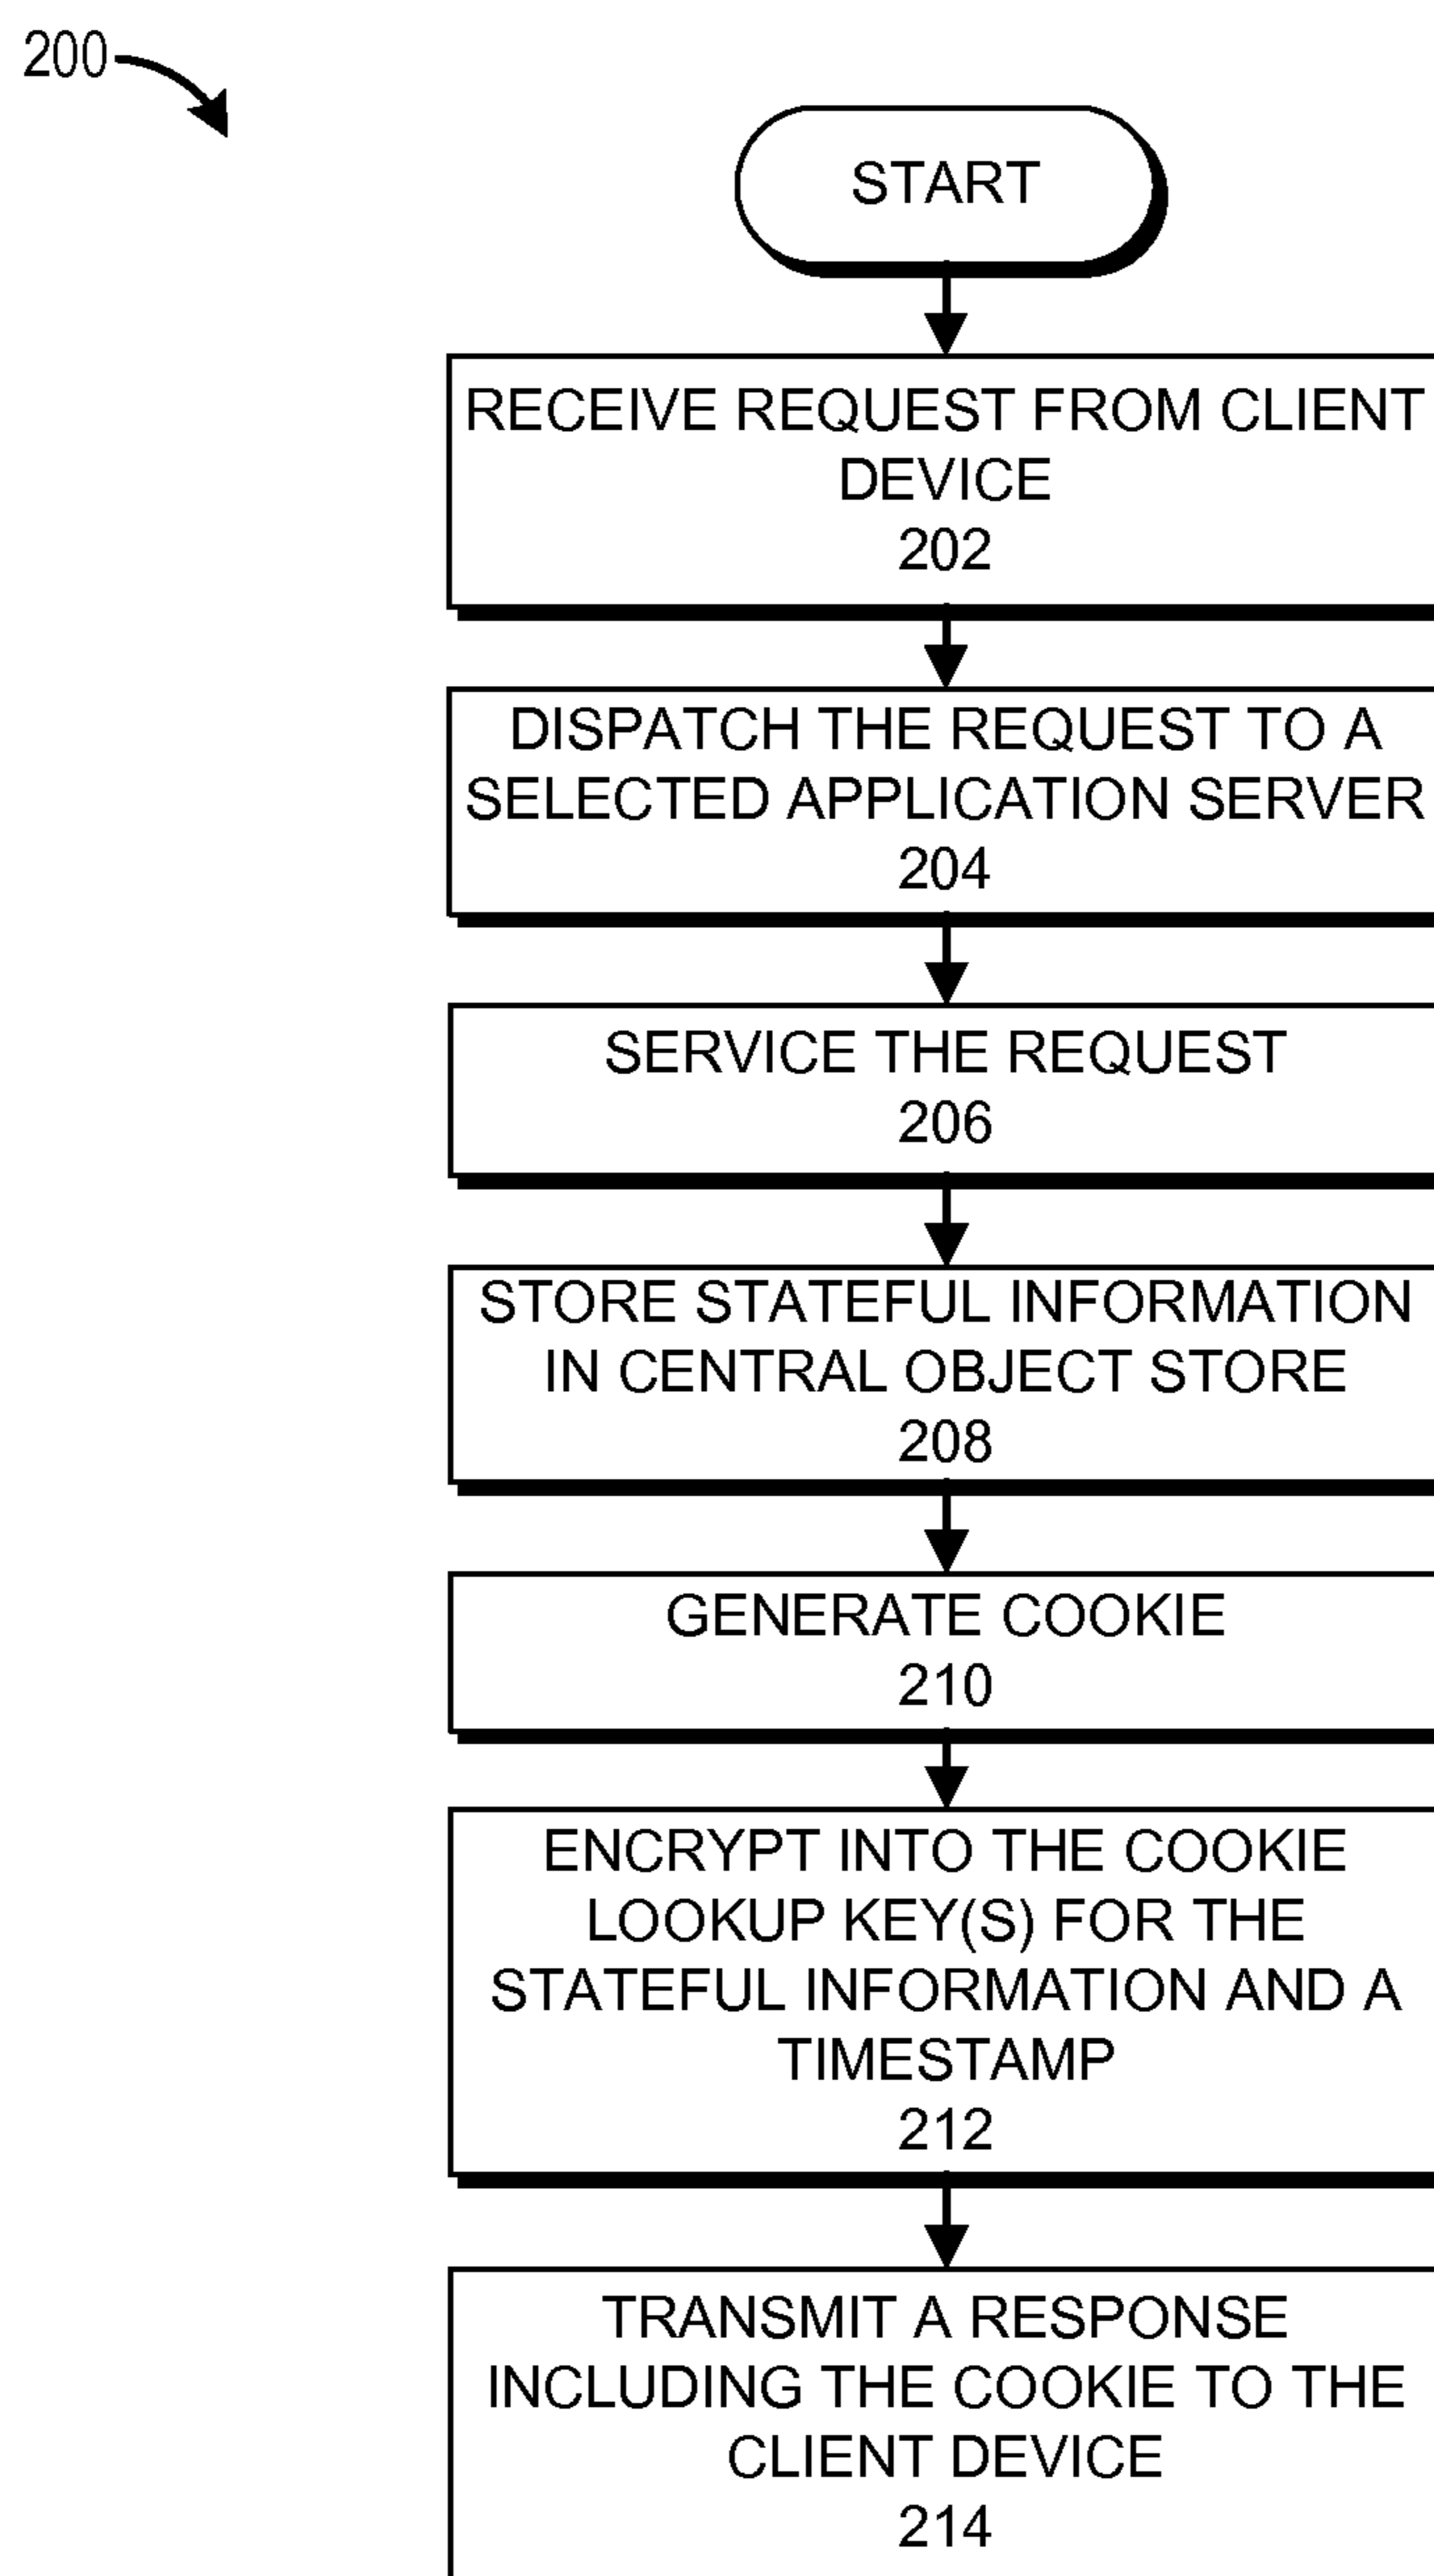 200
START
RECEIVE REQUEST FROM CLIENT
DEVICE
202
DISPATCH THE REQUEST TO A
SELECTED APPLICATION SERVER
204
SERVICE THE REQUEST
206
STORE STATEFUL INFORMATION
IN CENTRAL OBJECT STORE
208
GENERATE COOKIE
210
ENCRYPT INTO THE COOKIE
LOOKUP KEY(S) FOR THE
STATEFUL INFORMATION AND A
TIMESTAMP
212
TRANSMIT A RESPONSE
INCLUDING THE COOKIE TO THE
CLIENT DEVICE
214